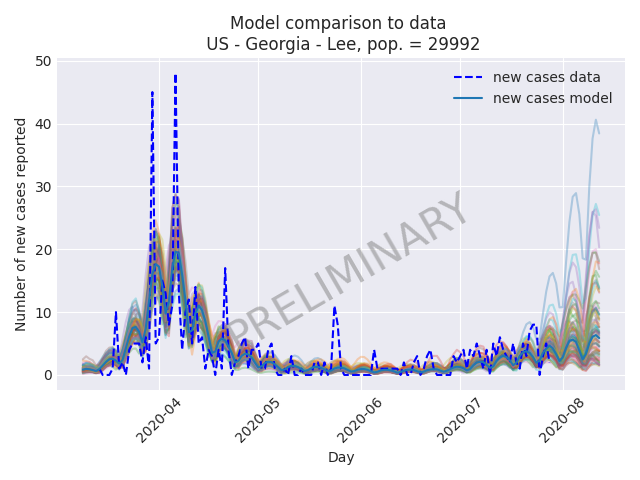 Model comparison to data
US - Georgia - Lee, pop. = 29992
new cases data
new cases model
Number of new cases reported
50
40
30
20
10
0
PRELIMINARY
2020-04
2020-05
2020-06
2020-07
2020-08
Day